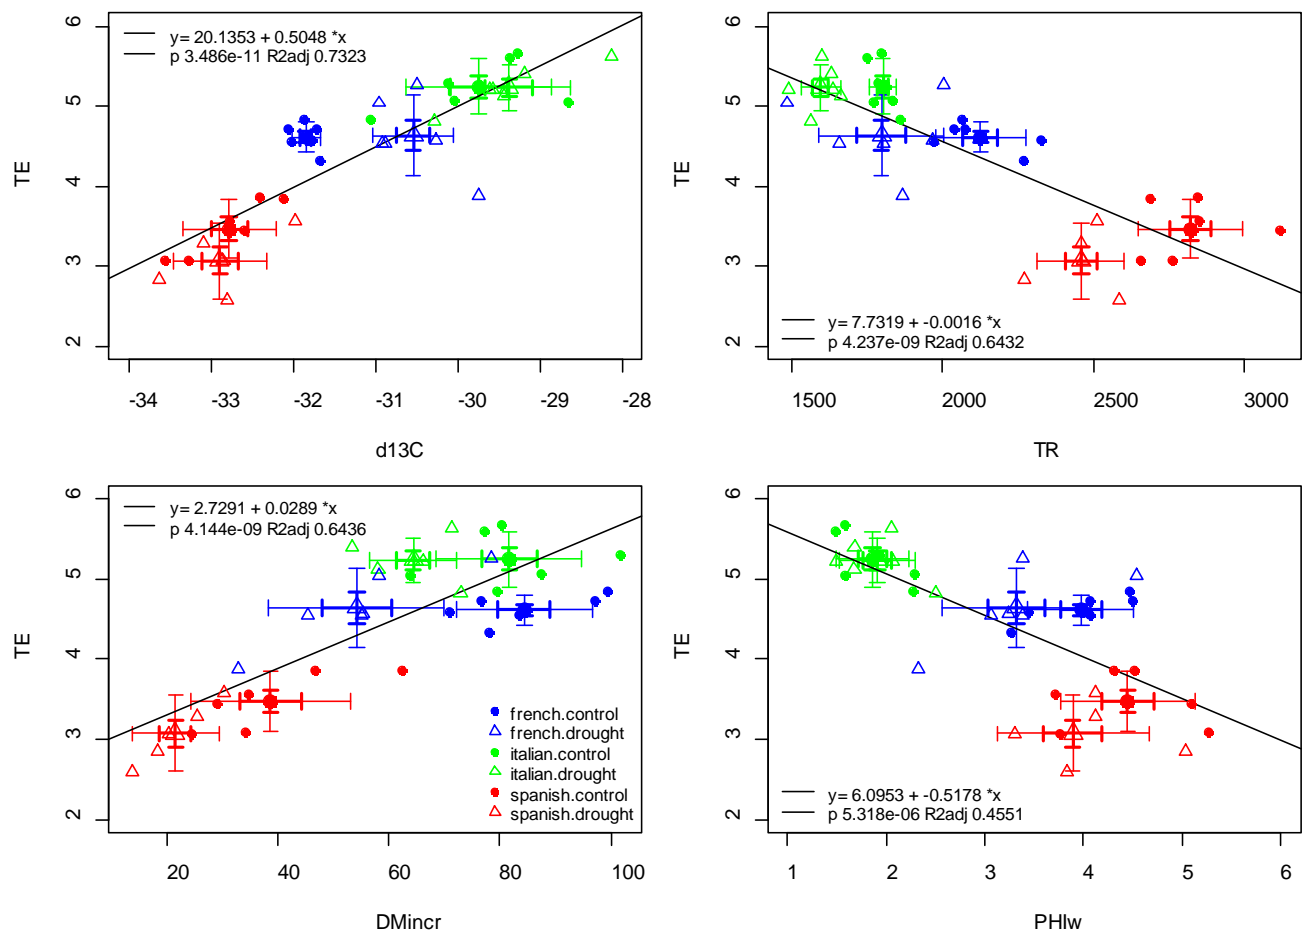 y= 20.1353 + 0.5048 *x
p 3.486e-11 R2adj 0.7323
TE
6
5
4
3
2
-34 -33 -32 -31 -30 -29 -28
d13C
y= 7.7319 + -0.0016 *x
p 4.237e-09 R2adj 0.6432
TE
6
5
4
3
2
1500 2000 2500 3000
TR
y= 2.7291 + 0.0289 *x
p 4.144e-09 R2adj 0.6436
TE
6
5
4
3
2
french.control
french.drought
italian.control
italian.drought
spanish.control
spanish.drought
20 40 60 80 100
DMincr
y= 6.0953 + -0.5178 *x
p 5.318e-06 R2adj 0.4551
TE
6
5
4
3
2
1 2 3 4 5 6
PHIw